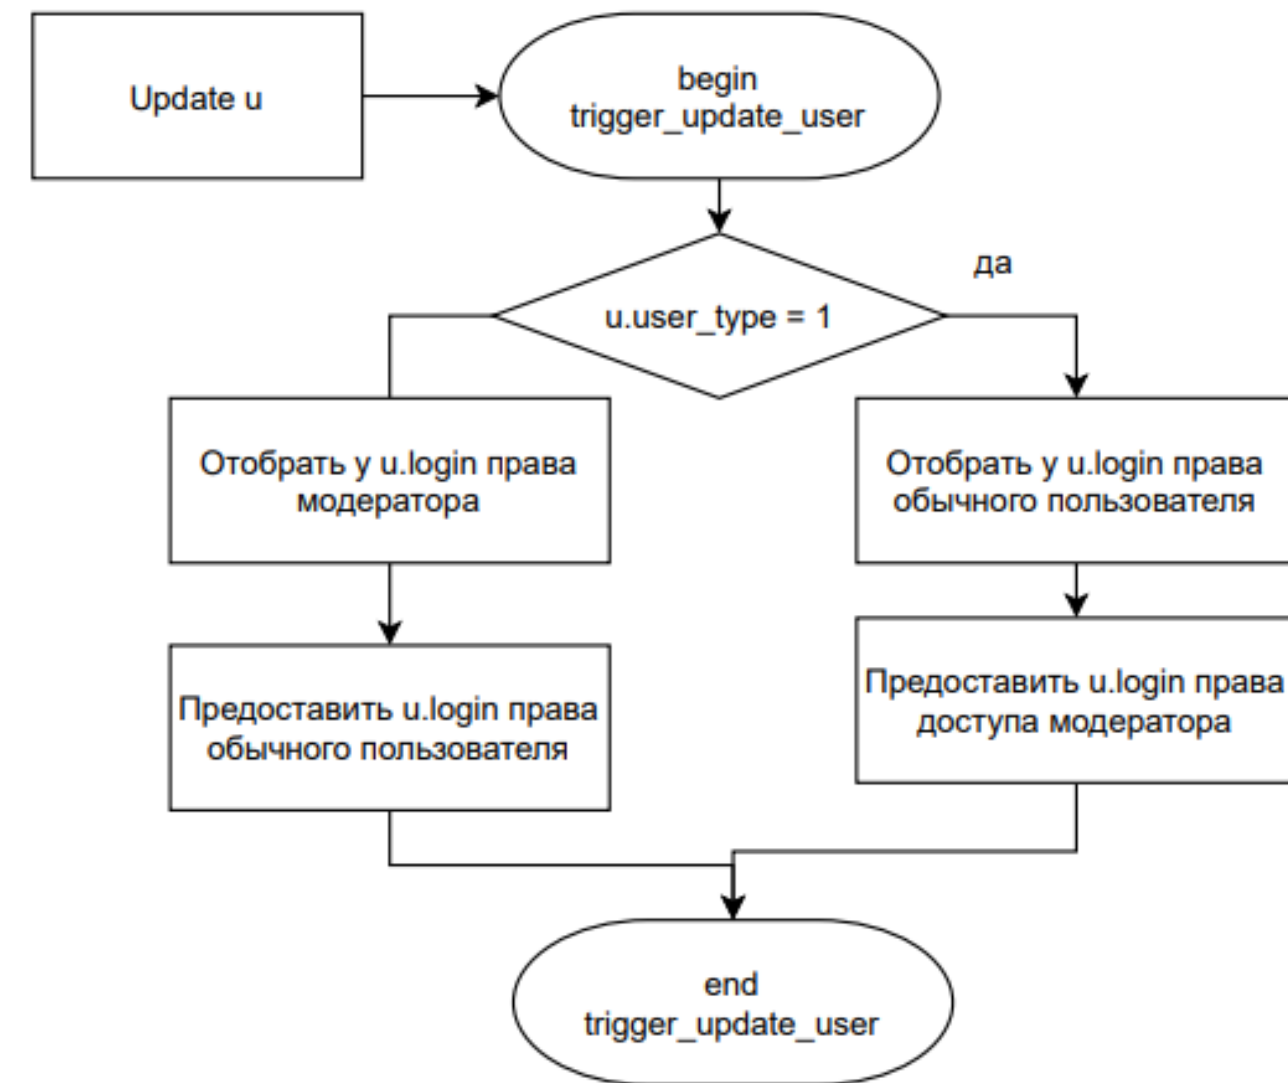 Update u
begin
trigger_update_user
да
u.user_type = 1
Отобрать у u.login права
модератора
Отобрать у u.login права
обычного пользователя
Предоставить u.login права
обычного пользователя
Предоставить u.login права
доступа модератора
end
trigger_update_user